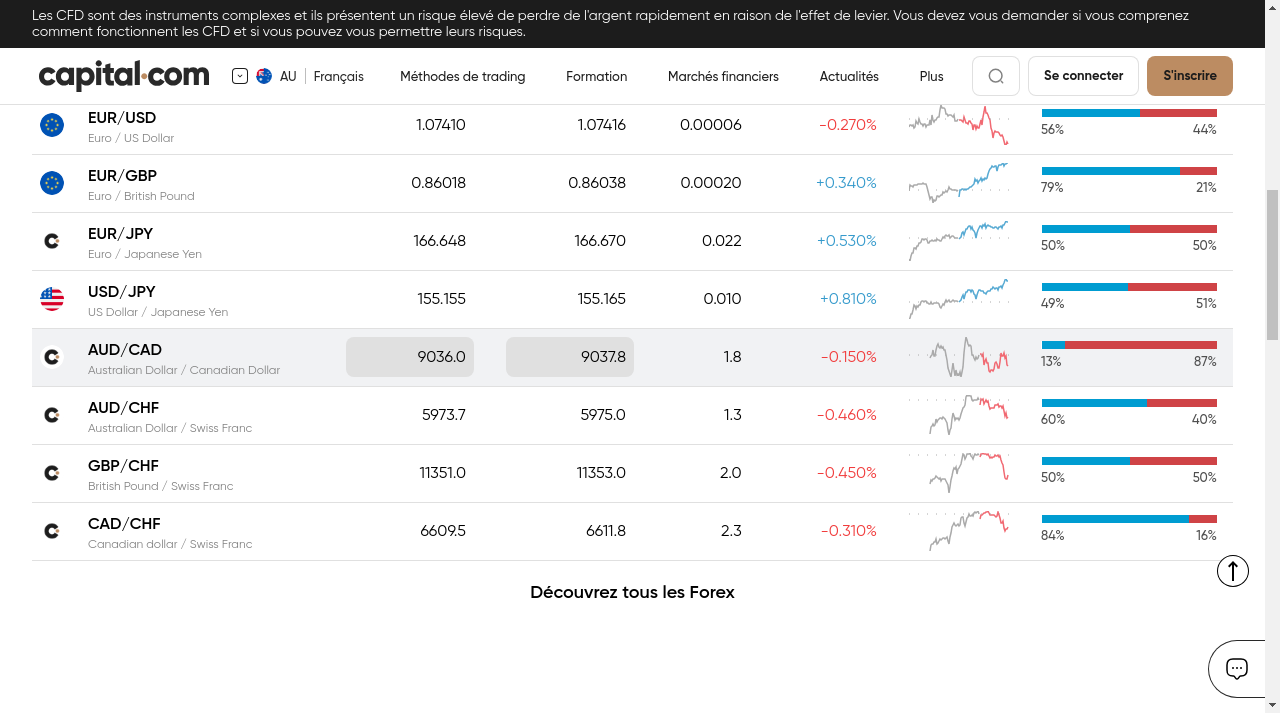 Les CFD sont des instruments complexes et ils présentent un risque élevé de perdre de l'argent rapidement en raison de l'effet de levier. Vous devez vous demander si vous comprenez
comment fonctionnent les CFD et si vous pouvez vous permettre leurs risques.
capital.com AU Français Méthodes de trading Formation Marchés financiers Actualités Plus Se connecter S'inscrire
EUR/USD 1.07410 1.07416 0.00006 -0.270% 56% 44%
Euro / US Dollar
EUR/GBP 0.86018 0.86038 0.00020 +0.340% 79% 21%
Euro / British Pound
EUR/JPY 166.648 166.670 0.022 +0.530% 50% 50%
Euro / Japanese Yen
USD/JPY 155.155 155.165 0.010 +0.810% 49% 51%
US Dollar / Japanese Yen
AUD/CAD 9036.0 9037.8 1.8 -0.150% 13% 87%
Australian Dollar / Canadian Dollar
AUD/CHF 5973.7 5975.0 1.3 -0.460% 60% 40%
Australian Dollar / Swiss Franc
GBP/CHF 11351.0 11353.0 2.0 -0.450% 50% 50%
British Pound / Swiss Franc
CAD/CHF 6609.5 6611.8 2.3 -0.310% 84% 16%
Canadian dollar / Swiss Franc
Découvrez tous les Forex